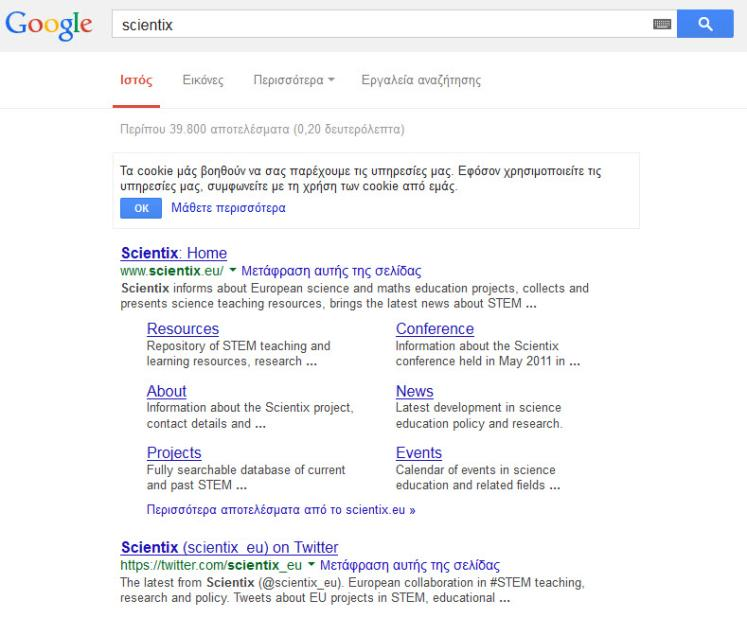 Google
scientix
Ιστός Εικόνες Περισσότερα Εργαλεία αναζήτησης
Περίπου 39.800 αποτελέσματα (0,20 δευτερόλεπτα)
Τα cookie μάς βοηθούν να σας παρέχουμε τις υπηρεσίες μας. Εφόσον χρησιμοποιείτε τις
υπηρεσίες μας, συμφωνείτε με τη χρήση των cookie από εμάς.
OK Μάθετε περισσότερα
Scientix: Home
www.scientix.eu/ Μετάφραση αυτής της σελίδας
Scientix informs about European science and maths education projects, collects and
presents science teaching resources, brings the latest news about STEM ...
Resources
Repository of STEM teaching and
learning resources, research ...
Conference
Information about the Scientix
conference held in May 2011 in ...
About
Information about the Scientix project,
contact details and ...
News
Latest development in science
education policy and research.
Projects
Fully searchable database of current
and past STEM ...
Events
Calendar of events in science
education and related fields ...
Περισσότερα αποτελέσματα από το scientix.eu »
Scientix (scientix_eu) on Twitter
https://twitter.com/scientix_eu Μετάφραση αυτής της σελίδας
The latest from Scientix (@scientix_eu). European collaboration in #STEM teaching,
research and policy. Tweets about EU projects in STEM, educational ...